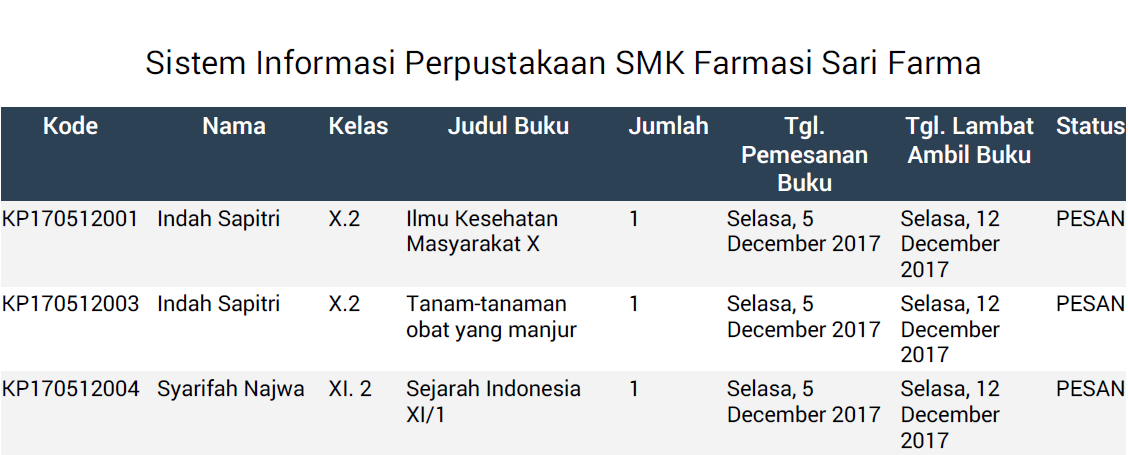 Sistem Informasi Perpustakaan SMK Farmasi Sari Farma
Kode Nama Kelas Judul Buku Jumlah Tgl. Pemesanan Buku Tgl. Lambat Ambil Buku Status
KP170512001 Indah Sapitri X.2 Ilmu Kesehatan Masyarakat X 1 Selasa, 5 December 2017 Selasa, 12 December 2017 PESAN
KP170512003 Indah Sapitri X.2 Tanam-tanaman obat yang manjur 1 Selasa, 5 December 2017 Selasa, 12 December 2017 PESAN
KP170512004 Syarifah Najwa XI. 2 Sejarah Indonesia XI/1 1 Selasa, 5 December 2017 Selasa, 12 December 2017 PESAN